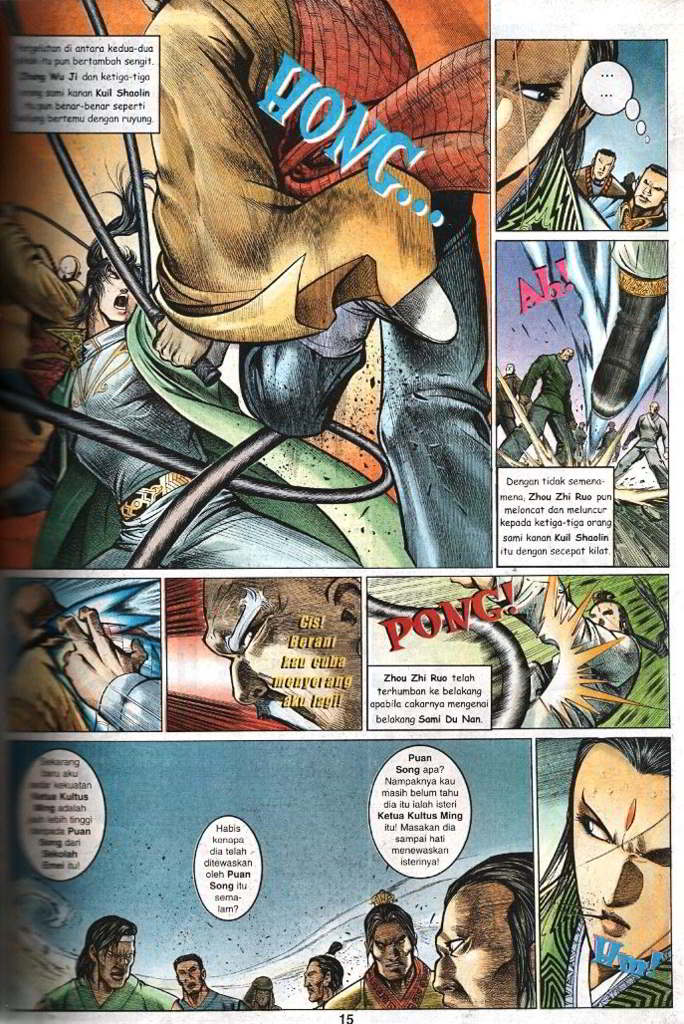 di antara kedua-dua
itu pun bertambah sengit.
Zhang Wu Ji dan ketiga-tiga
orang sami kanan Kuil Shaolin
itu pun benar-benar seperti
bertemu dengan ruyung.
HONG...
...
...
Ah!
Dengan tidak semena-
mena, Zhou Zhi Ruo pun
meloncat dan meluncur
kepada ketiga-tiga orang
sami kanan Kuil Shaolin
itu dengan secepat kilat.
Cis!
Berani
kau cuba
menyerang
aku lagi!
PONG!
Zhou Zhi Ruo telah
terhumban ke belakang
apabila cakarnya mengenai
belakang Sami Du Nan.
Sekarang
baru aku
sedar kekuatan
Ketua Kultus
Ming adalah
lebih tinggi
daripada Puan
Song dari
Sekolah
Emei itu!
Habis
kenapa
dia telah
ditewaskan
oleh Puan
Song itu
sema-
lam?
Puan
Song apa?
Nampaknya kau
masih belum tahu
dia itu ialah isteri
Ketua Kultus Ming
itu! Masakan dia
sampai hati
menewaskan
isterinya!
Um!
15